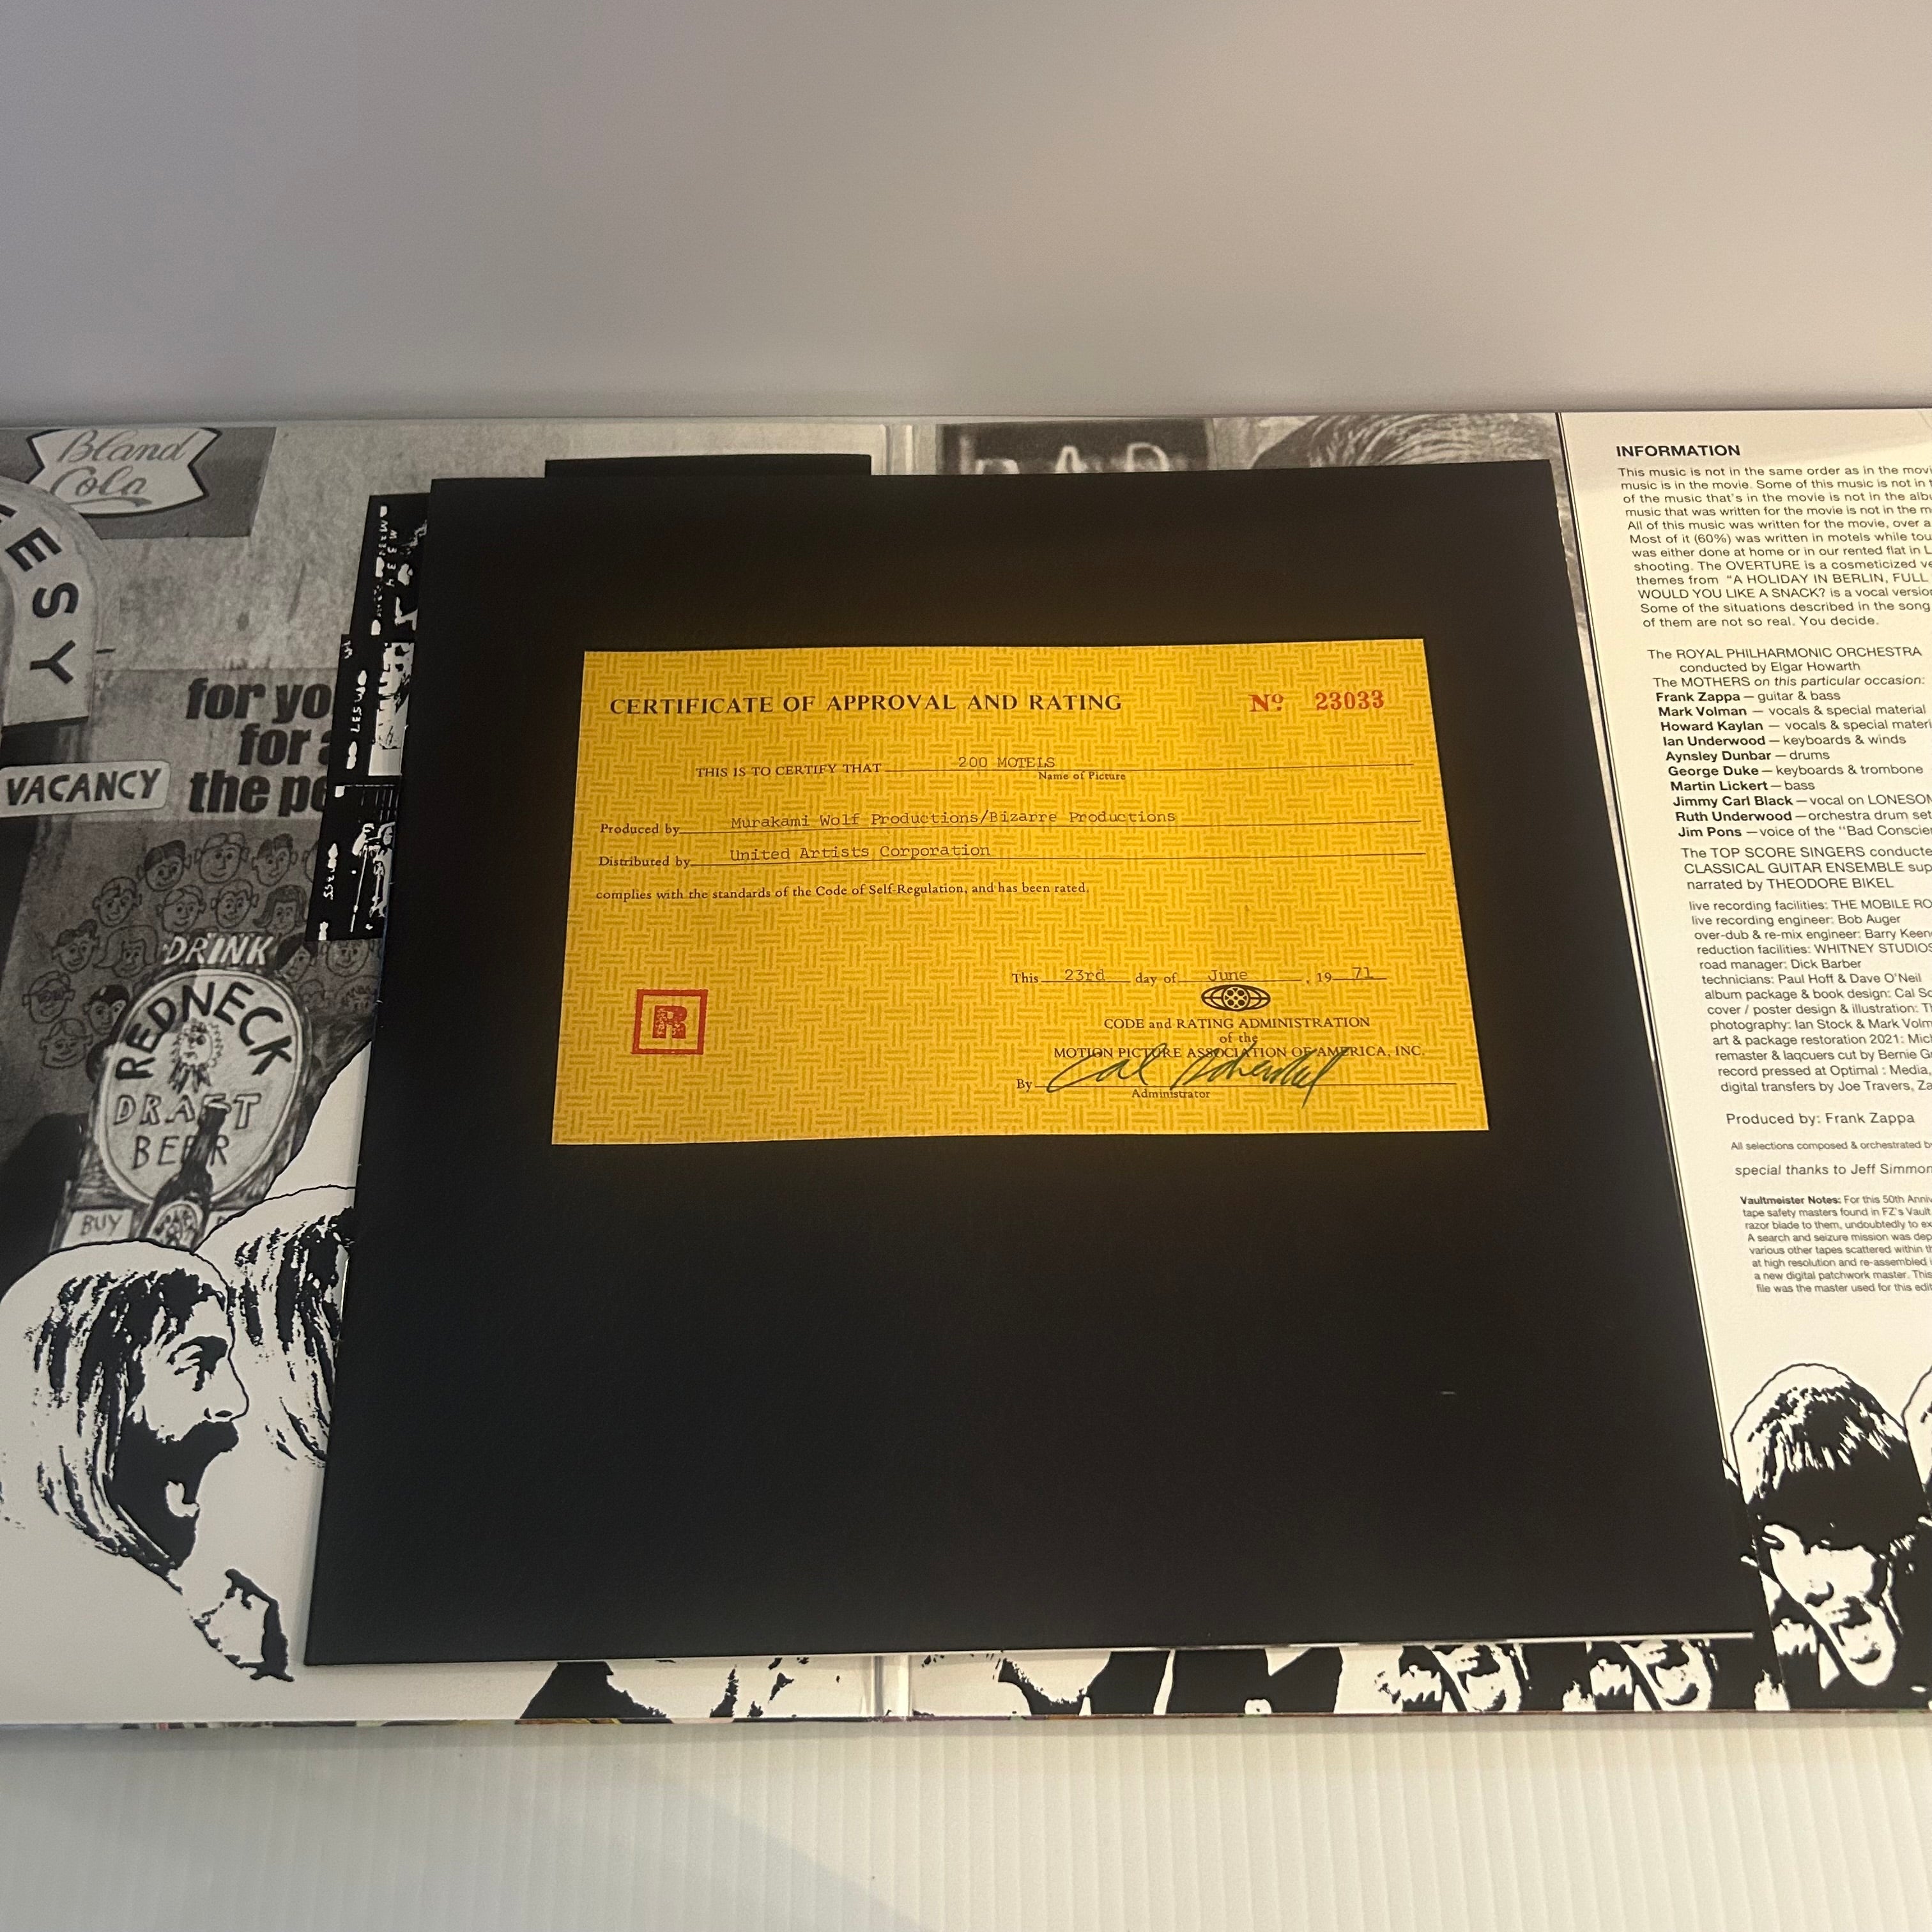 Bland
Cola
ESY
for yo
for a
the pe
VACANCY
DRINK
REDNECK
DRAFT
BEER
BUY
CERTIFICATE OF APPROVAL AND RATING
Nº 23033
THIS IS TO CERTIFY THAT 200 MOTELS
Name of Picture
Produced by Murakami Wolf Productions/Bizarre Productions
Distributed by United Artists Corporation
complies with the standards of the Code of Self-Regulation, and has been rated.
This 23rd day of June, 19 71
R
CODE and RATING ADMINISTRATION
of the
MOTION PICTURE ASSOCIATION OF AMERICA, INC.
By Cal Schenkel
Administrator
INFORMATION
This music is not in the same order as in the movi
music is in the movie. Some of this music is not in
of the music that's in the movie is not in the albu
music that was written for the movie is not in the m
All of this music was written for the movie, over a
Most of it (60%) was written in motels while tou
was either done at home or in our rented flat in L
shooting. The OVERTURE is a cosmeticized ve
themes from "A HOLIDAY IN BERLIN, FULL
WOULD YOU LIKE A SNACK? is a vocal version
Some of the situations described in the song
of them are not so real. You decide.
The ROYAL PHILHARMONIC ORCHESTRA
conducted by Elgar Howarth
The MOTHERS on this particular occasion:
Frank Zappa — guitar & bass
Mark Volman — vocals & special material
Howard Kaylan — vocals & special materi
Ian Underwood — keyboards & winds
Aynsley Dunbar — drums
George Duke — keyboards & trombone
Martin Lickert — bass
Jimmy Carl Black — vocal on LONESOM
Ruth Underwood — orchestra drum set
Jim Pons — voice of the "Bad Conscie
The TOP SCORE SINGERS conducte
CLASSICAL GUITAR ENSEMBLE sup
narrated by THEODORE BIKEL
live recording facilities: THE MOBILE RO
live recording engineer: Bob Auger
over-dub & re-mix engineer: Barry Keen
reduction facilities: WHITNEY STUDIOS
road manager: Dick Barber
technicians: Paul Hoff & Dave O'Neil
album package & book design: Cal Sc
cover / poster design & illustration: T
photography: Ian Stock & Mark Volm
art & package restoration 2021: Mic
remaster & laqcuers cut by Bernie G
record pressed at Optimal : Media,
digital transfers by Joe Travers, Za
Produced by: Frank Zappa
All selections composed & orchestrated b
special thanks to Jeff Simmon
Vaultmeister Notes: For this 50th Anniv
tape safety masters found in FZ's Vault
razor blade to them, undoubtedly to ex
A search and seizure mission was dep
various other tapes scattered within th
at high resolution and re-assembled
a new digital patchwork master. This
file was the master used for this edit